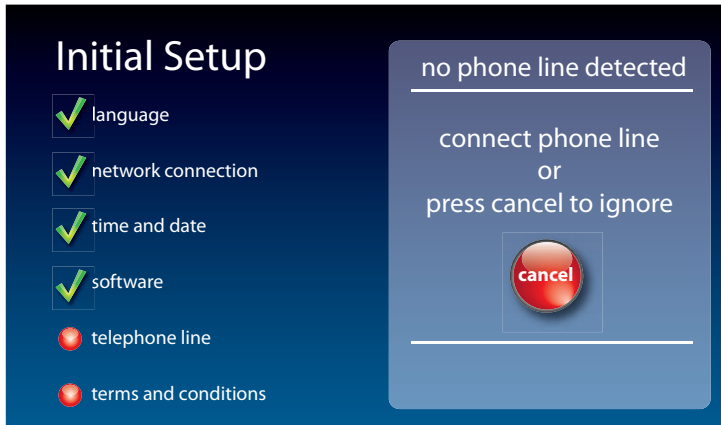 Initial Setup
language
network connection
time and date
software
telephone line
terms and conditions
no phone line detected
connect phone line
or
press cancel to ignore
cancel